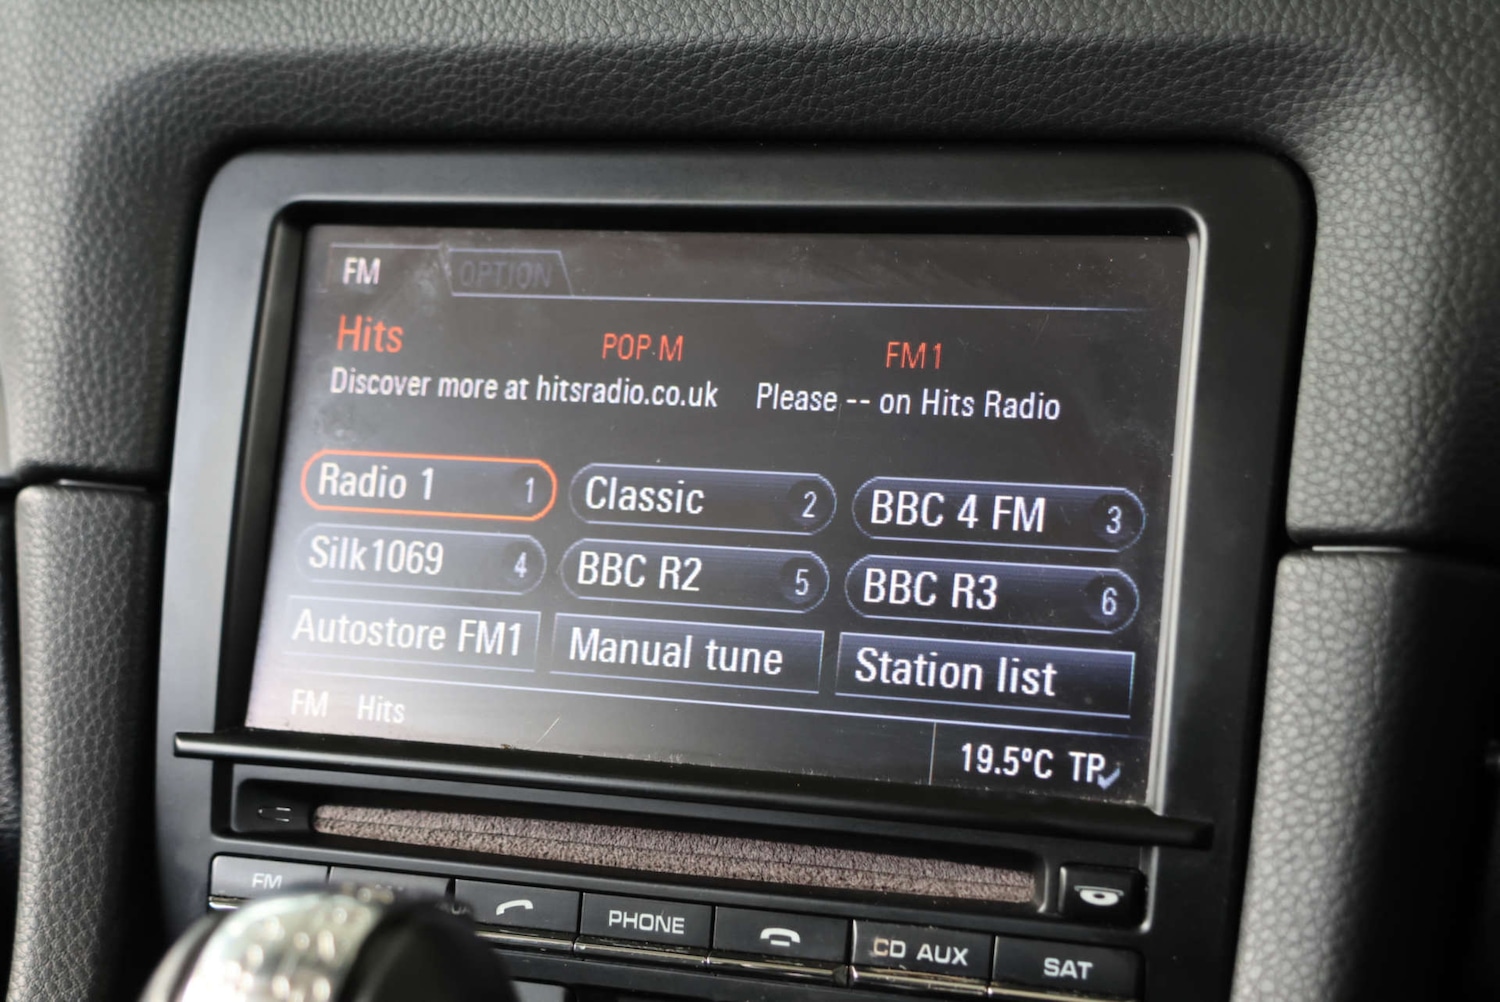 FM OPTION
Hits POP M FM1
Discover more at hitsradio.co.uk Please -- on Hits Radio
Radio 1 1 Classic 2 BBC 4 FM 3
Silk1069 4 BBC R2 5 BBC R3 6
Autostore FM1 Manual tune Station list
FM Hits
19.5ºC TP
FM PHONE CD AUX SAT